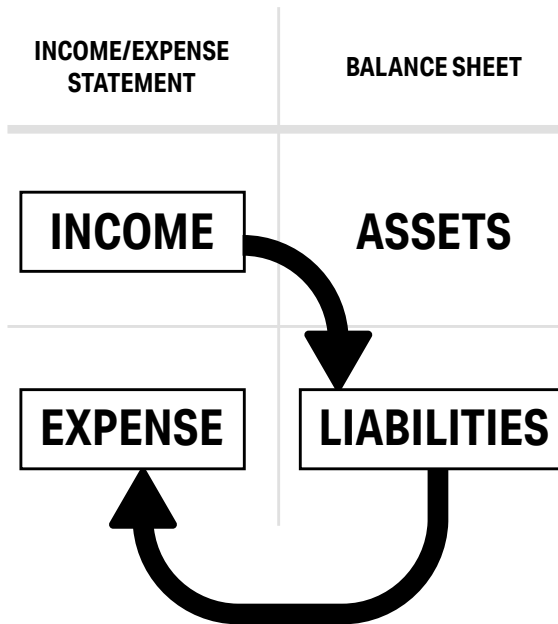 INCOME/EXPENSE
STATEMENT
BALANCE SHEET
INCOME
ASSETS
EXPENSE
LIABILITIES